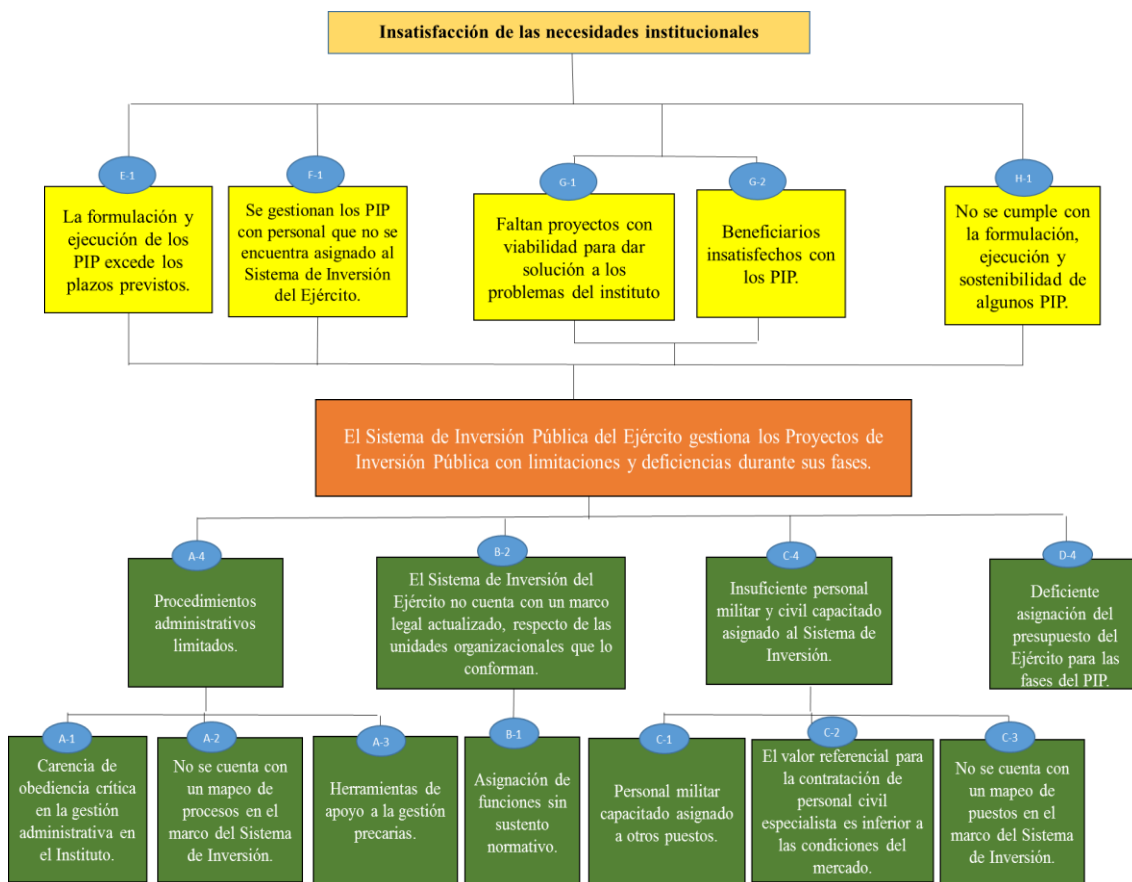 Insatisfacción de las necesidades institucionales
E-1
La formulación y
ejecución de los
PIP excede los
plazos previstos.
F-1
Se gestionan los PIP
con personal que no se
encuentra asignado al
Sistema de Inversión
del Ejército.
G-1
Faltan proyectos con
viabilidad para dar
solución a los
problemas del instituto
G-2
Beneficiarios
insatisfechos con
los PIP.
H-1
No se cumple con
la formulación,
ejecución y
sostenibilidad de
algunos PIP.
El Sistema de Inversión Pública del Ejército gestiona los Proyectos de
Inversión Pública con limitaciones y deficiencias durante sus fases.
A-4
Procedimientos
administrativos
limitados.
B-2
El Sistema de Inversión del
Ejército no cuenta con un marco
legal actualizado, respecto de las
unidades organizacionales que lo
conforman.
C-4
Insuficiente personal
militar y civil capacitado
asignado al Sistema de
Inversión.
D-4
Deficiente
asignación del
presupuesto del
Ejército para las
fases del PIP.
A-1
Carencia de
obediencia crítica
en la gestión
administrativa en
el Instituto.
A-2
No se cuenta con
un mapeo de
procesos en el
marco del Sistema
de Inversión.
A-3
Herramientas de
apoyo a la gestión
precarias.
B-1
Asignación de
funciones sin
sustento
normativo.
C-1
Personal militar
capacitado asignado
a otros puestos.
C-2
El valor referencial para
la contratación de
personal civil
especialista es inferior a
las condiciones del
mercado.
C-3
No se cuenta con
un mapeo de
puestos en el
marco del Sistema
de Inversión.